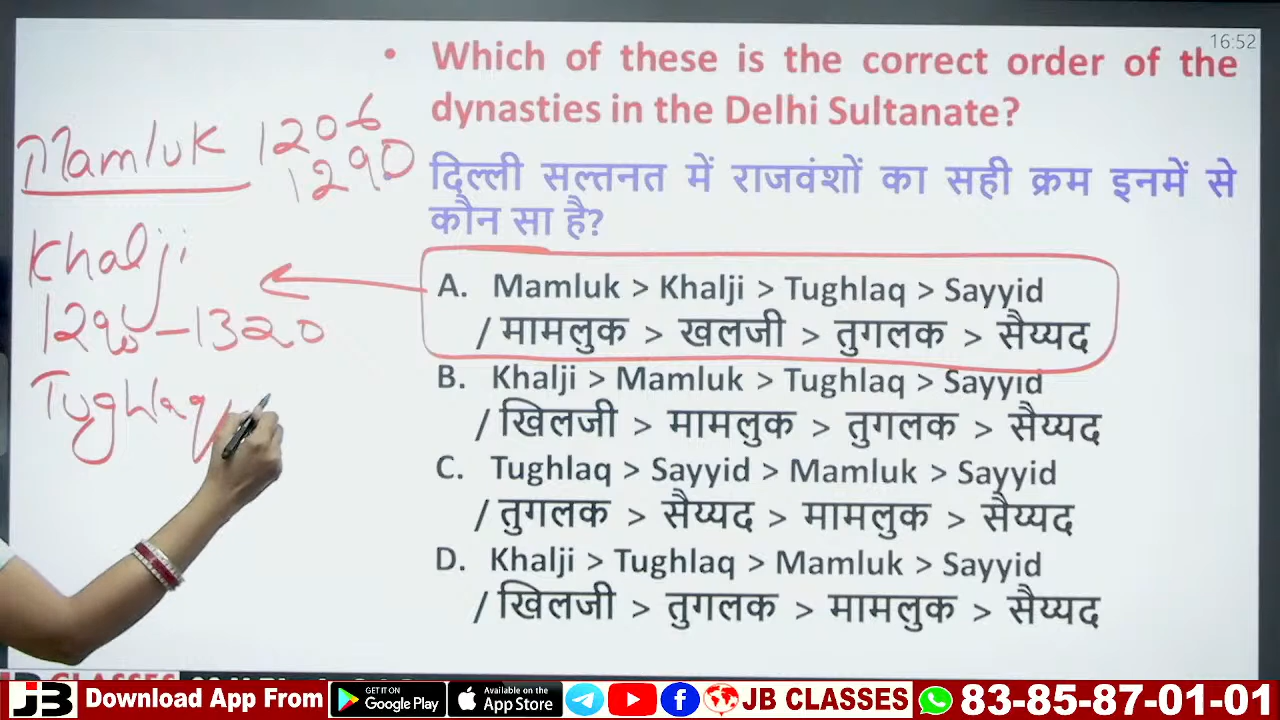 16:52
• Which of these is the correct order of the
dynasties in the Delhi Sultanate?
दिल्ली सल्तनत में राजवंशों का सही क्रम इनमें से
कौन सा है?
A. Mamluk > Khalji > Tughlaq > Sayyid
/ मामलुक > खलजी > तुगलक > सैय्यद
B. Khalji > Mamluk > Tughlaq > Sayyid
/ खिलजी > मामलुक > तुगलक > सैय्यद
C. Tughlaq > Sayyid > Mamluk > Sayyid
/ तुगलक > सैय्यद > मामलुक > सैय्यद
D. Khalji > Tughlaq > Mamluk > Sayyid
/ खिलजी > तुगलक > मामलुक > सैय्यद
Mamluk 1206
1290
Khalji
1290-1320
Tughlaq
JB Download App From GET IT ON Google Play Available on the App Store JB CLASSES 83-85-87-01-01